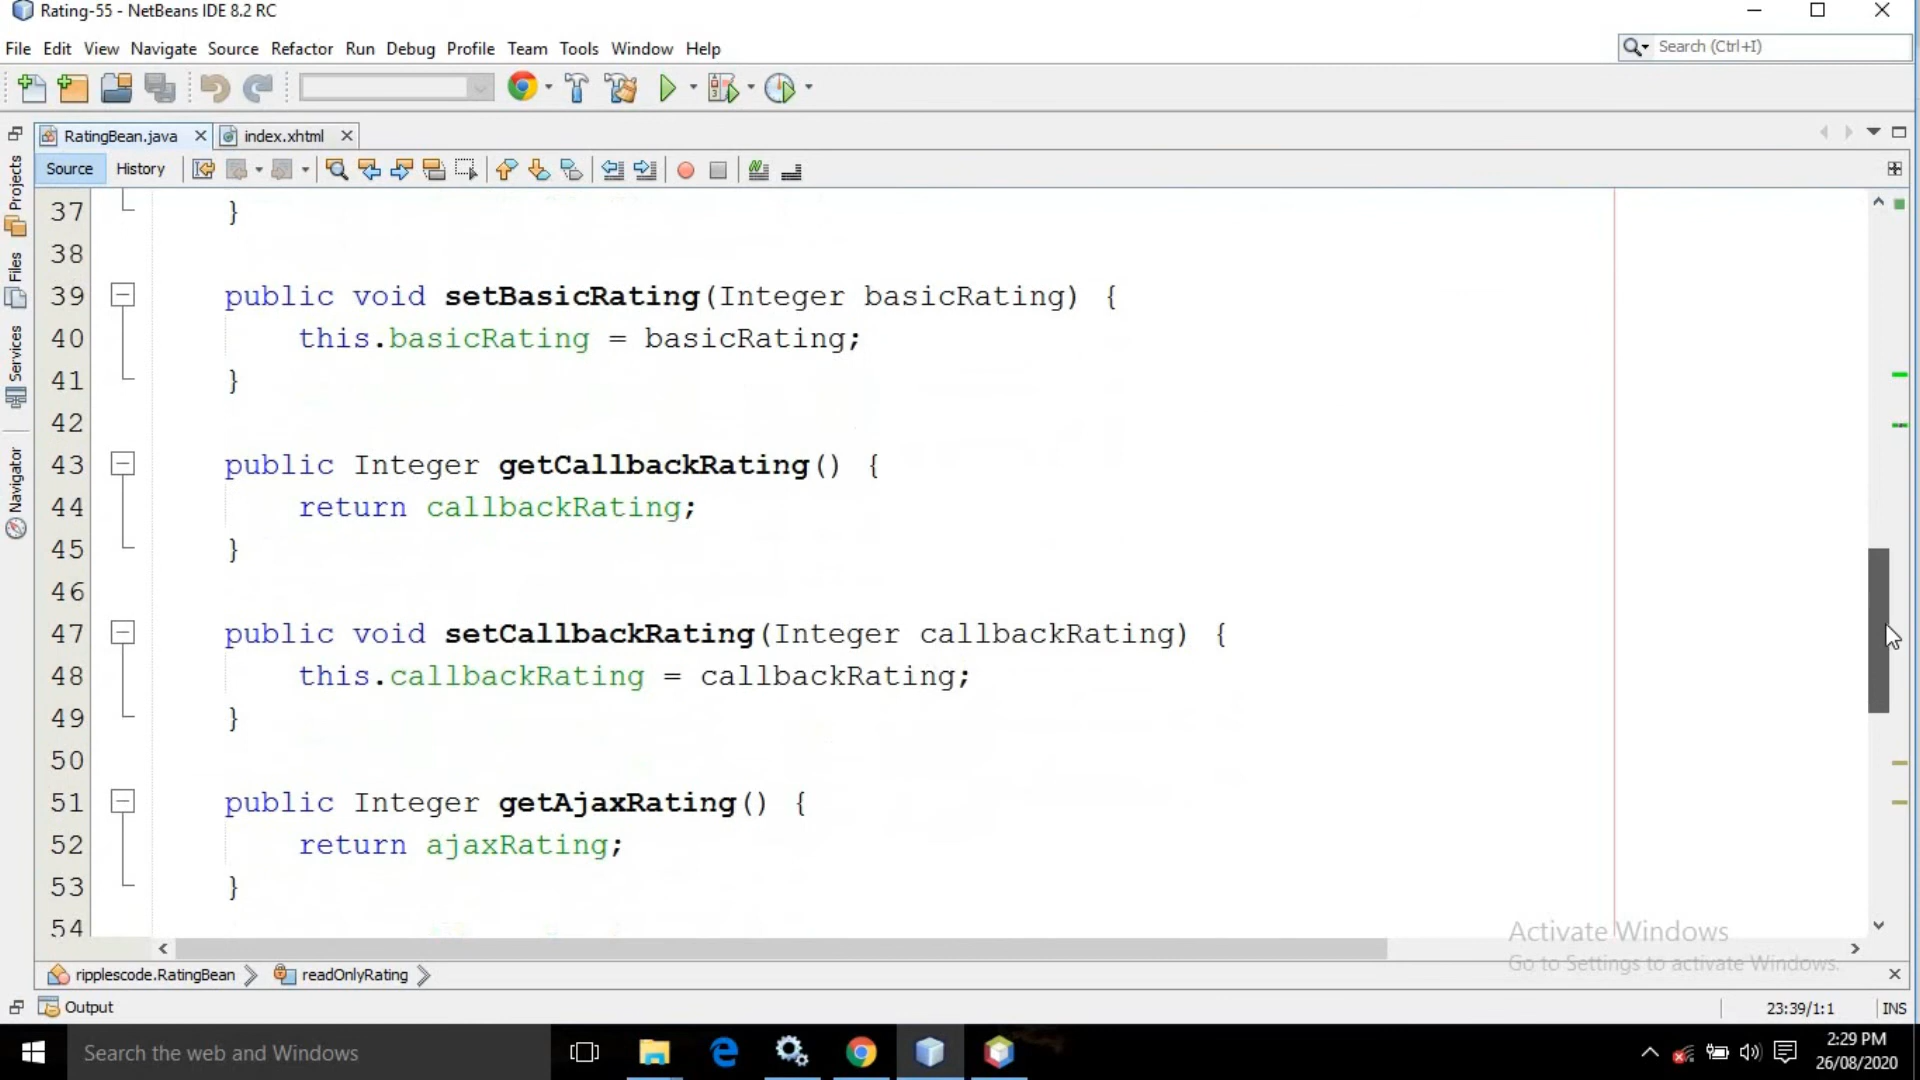 Rating-55 - NetBeans IDE 8.2 RC
File Edit View Navigate Source Refactor Run Debug Profile Team Tools Window Help
Search (Ctrl+I)
RatingBean.java
index.xhtml
Source History
Projects
Files
Services
Navigator
37 }
38
39 public void setBasicRating(Integer basicRating) {
40 this.basicRating = basicRating;
41 }
42
43 public Integer getCallbackRating() {
44 return callbackRating;
45 }
46
47 public void setCallbackRating(Integer callbackRating) {
48 this.callbackRating = callbackRating;
49 }
50
51 public Integer getAjaxRating() {
52 return ajaxRating;
53 }
54
Activate Windows
Go to Settings to activate Windows.
ripplescode.RatingBean readOnlyRating
Output
23:39/1:1 INS
Search the web and Windows
2:29 PM
26/08/2020